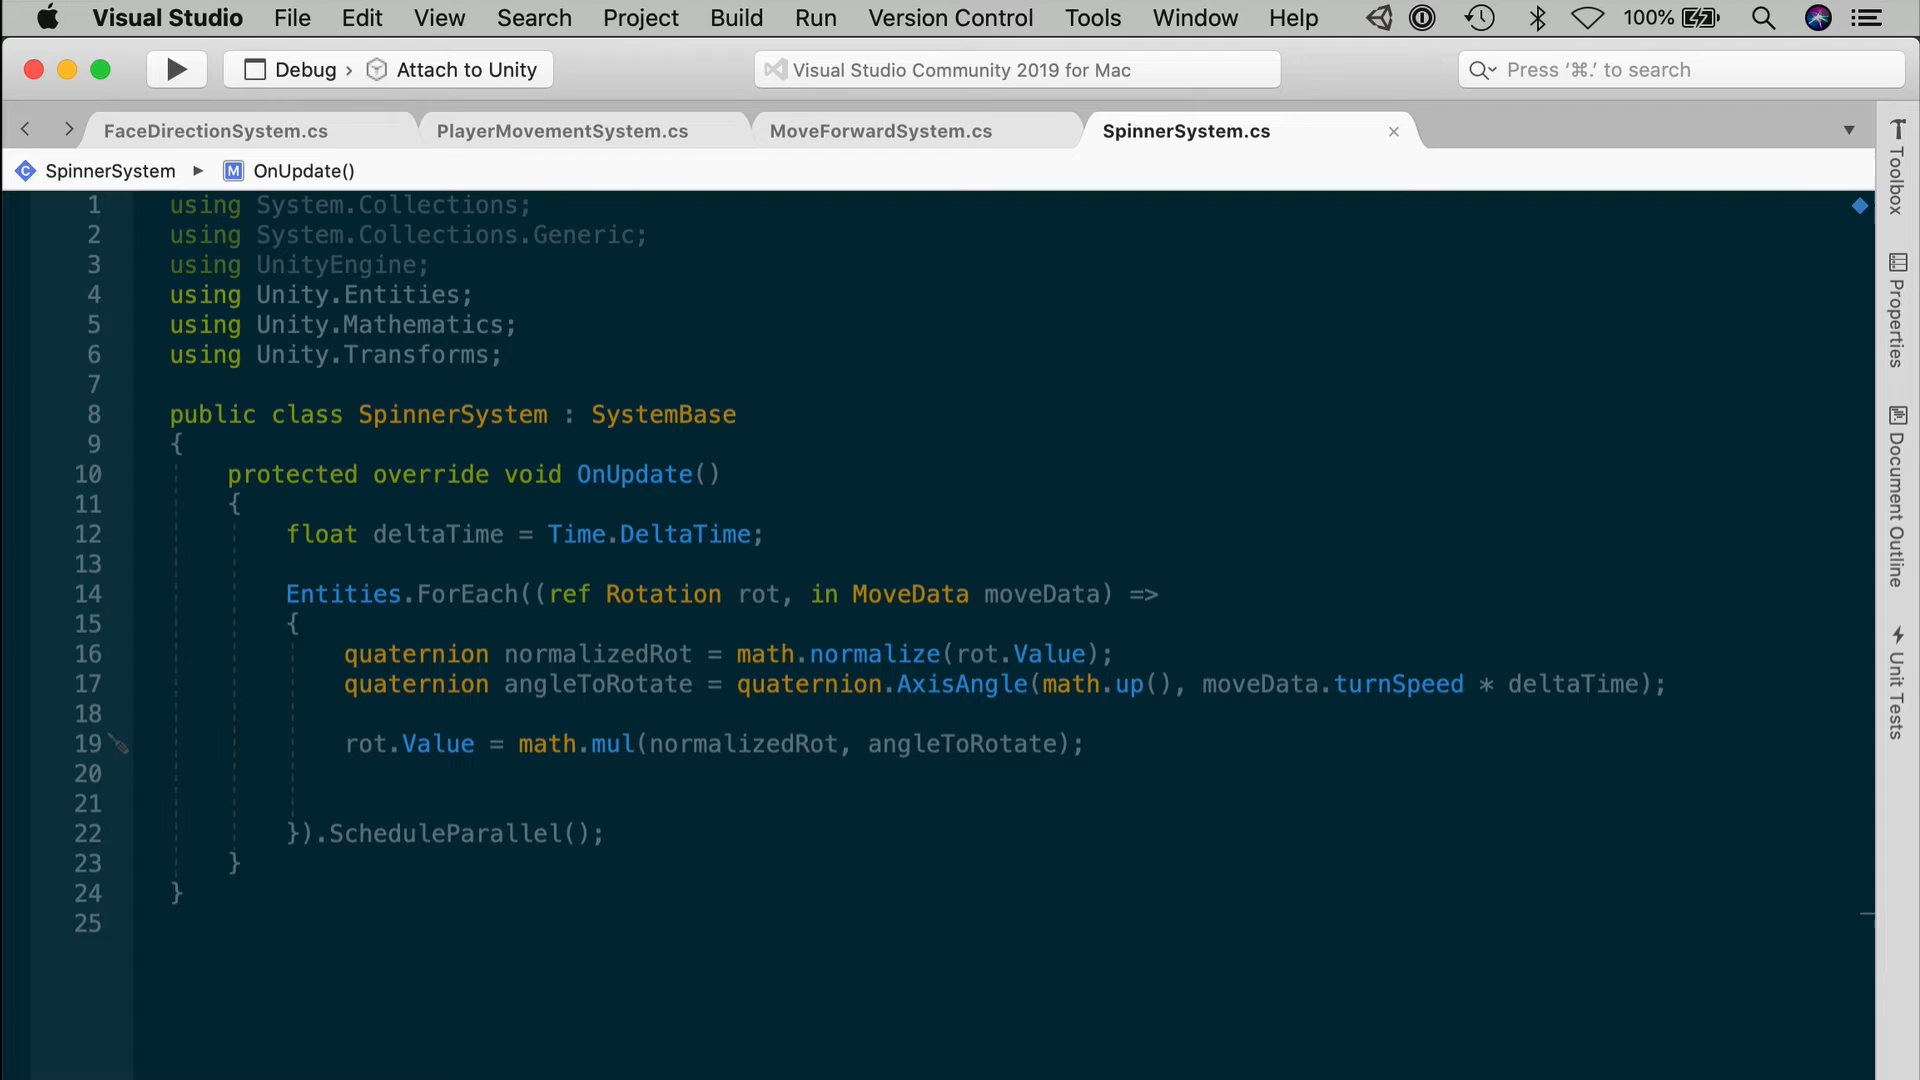 Visual Studio File Edit View Search Project Build Run Version Control Tools Window Help 100%
Debug › Attach to Unity Visual Studio Community 2019 for Mac Press ‘⌘.’ to search
FaceDirectionSystem.cs PlayerMovementSystem.cs MoveForwardSystem.cs SpinnerSystem.cs ×
SpinnerSystem ▸ M OnUpdate()
1 using System.Collections;
2 using System.Collections.Generic;
3 using UnityEngine;
4 using Unity.Entities;
5 using Unity.Mathematics;
6 using Unity.Transforms;
7
8 public class SpinnerSystem : SystemBase
9 {
10 protected override void OnUpdate()
11 {
12 float deltaTime = Time.DeltaTime;
13
14 Entities.ForEach((ref Rotation rot, in MoveData moveData) =>
15 {
16 quaternion normalizedRot = math.normalize(rot.Value);
17 quaternion angleToRotate = quaternion.AxisAngle(math.up(), moveData.turnSpeed * deltaTime);
18
19 rot.Value = math.mul(normalizedRot, angleToRotate);
20
21
22 }).ScheduleParallel();
23 }
24 }
25
Toolbox
Properties
Document Outline
Unit Tests